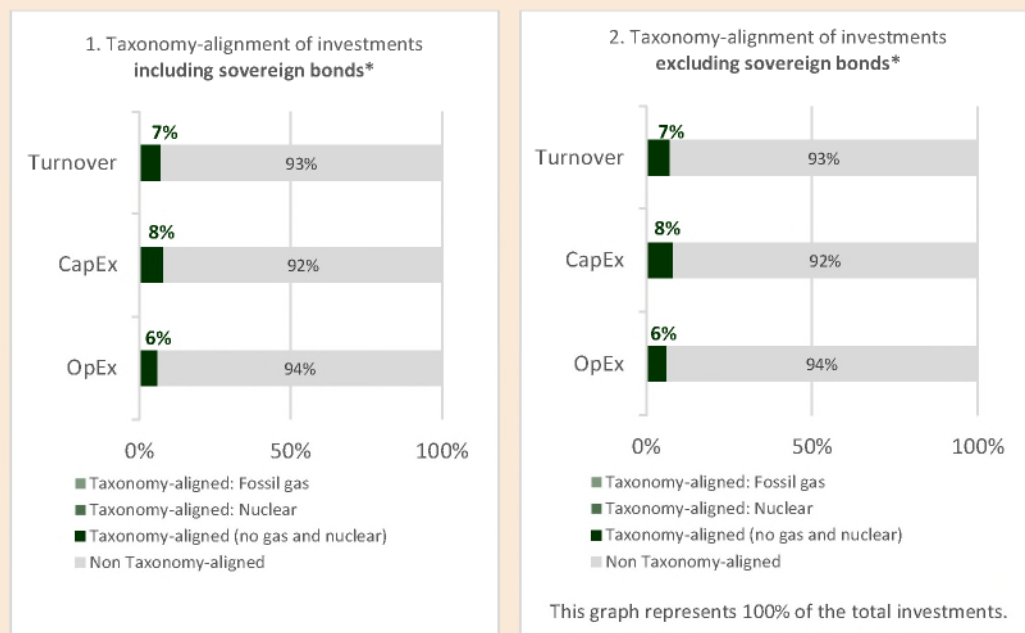 1. Taxonomy-alignment of investments
including sovereign bonds*
7%
Turnover
93%
8%
CapEx
92%
6%
OpEx
94%
0%
50%
100%
Taxonomy-aligned: Fossil gas
Taxonomy-aligned: Nuclear
Taxonomy-aligned (no gas and nuclear)
Non Taxonomy-aligned
2. Taxonomy-alignment of investments
excluding sovereign bonds*
7%
Turnover
93%
8%
CapEx
92%
6%
OpEx
94%
0%
50%
100%
Taxonomy-aligned: Fossil gas
Taxonomy-aligned: Nuclear
Taxonomy-aligned (no gas and nuclear)
Non Taxonomy-aligned
This graph represents 100% of the total investments.